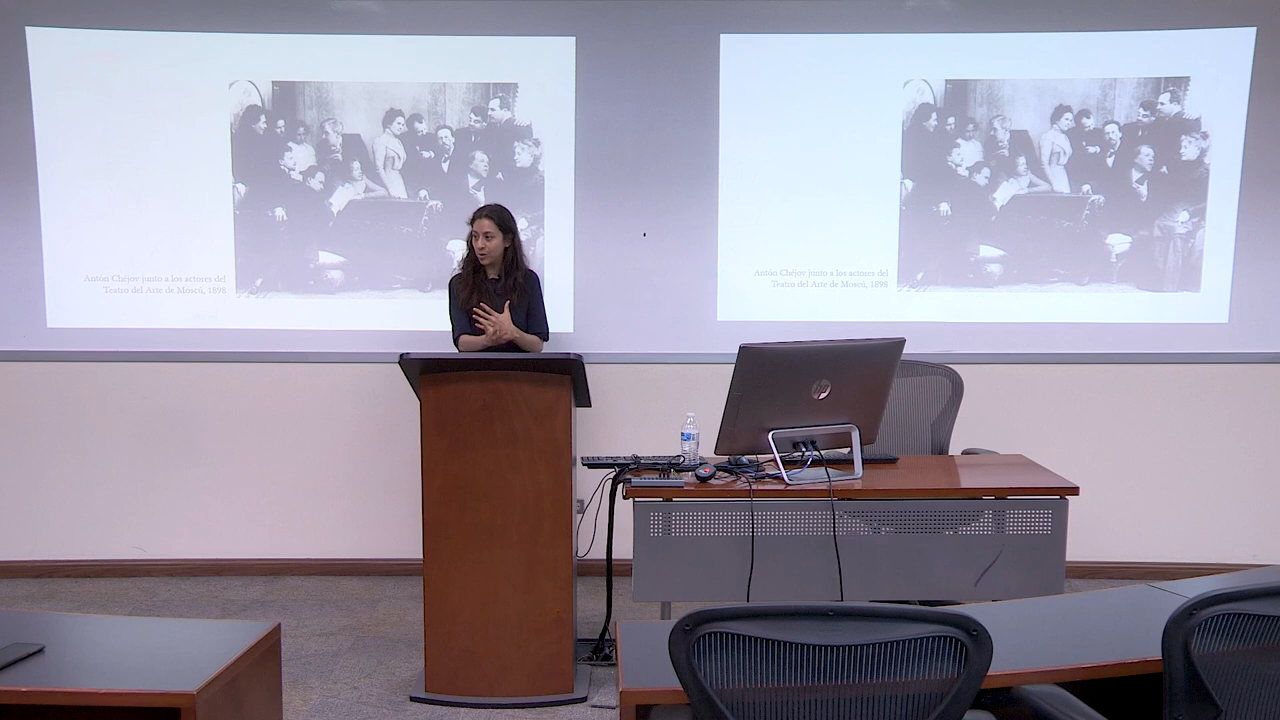 Antón Chéjov junto a los actores del
Teatro del Arte de Moscú, 1898
Antón Chéjov junto a los actores del
Teatro del Arte de Moscú, 1898
hp